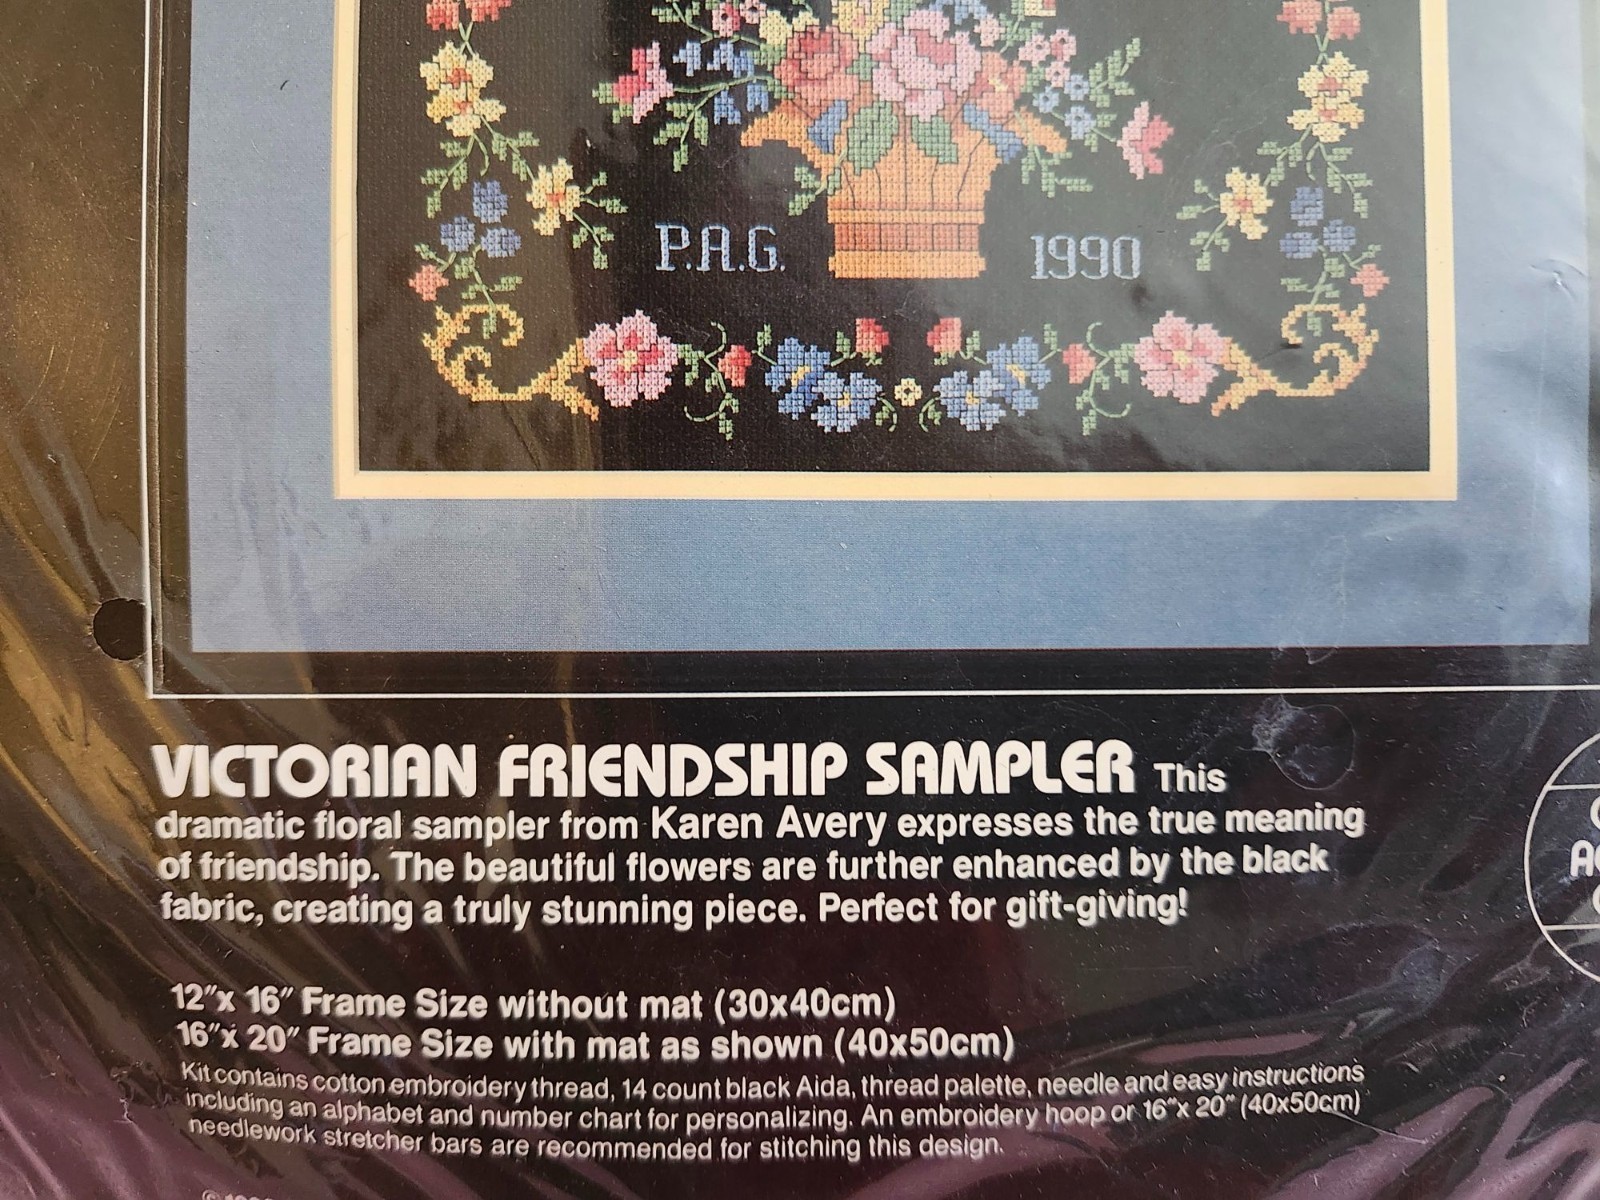 P.A.G. 1990
VICTORIAN FRIENDSHIP SAMPLER This
dramatic floral sampler from Karen Avery expresses the true meaning
of friendship. The beautiful flowers are further enhanced by the black
fabric, creating a truly stunning piece. Perfect for gift-giving!
12"x 16" Frame Size without mat (30x40cm)
16"x 20" Frame Size with mat as shown (40x50cm)
Kit contains cotton embroidery thread, 14 count black Aida, thread palette, needle and easy instructions
including an alphabet and number chart for personalizing. An embroidery hoop or 16"x 20" (40x50cm)
needlework stretcher bars are recommended for stitching this design.